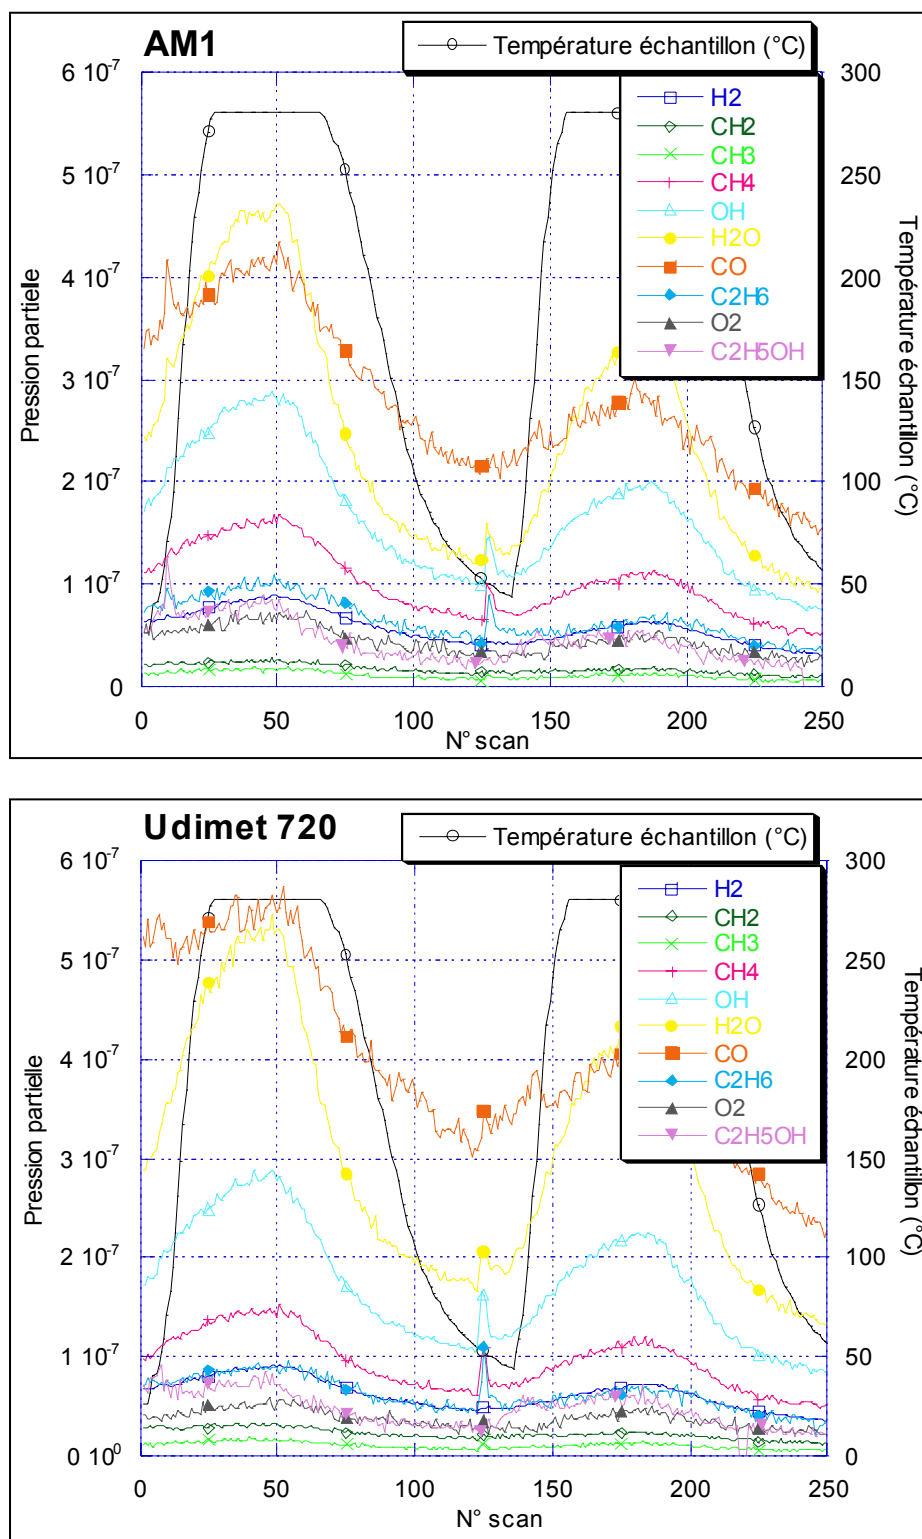 AM1
Température échantillon (°C)
H2
CH2
CH3
CH4
OH
H2O
CO
C2H6
O2
C2H5OH
6 10-7
5 10-7
4 10-7
3 10-7
2 10-7
1 10-7
0
Pression partielle
300
250
200
150
100
50
0
Température échantillon (°C)
0 50 100 150 200 250
N° scan
Udimet 720
Température échantillon (°C)
H2
CH2
CH3
CH4
OH
H2O
CO
C2H6
O2
C2H5OH
6 10-7
5 10-7
4 10-7
3 10-7
2 10-7
1 10-7
0 100
Pression partielle
300
250
200
150
100
50
0
Température échantillon (°C)
0 50 100 150 200 250
N° scan